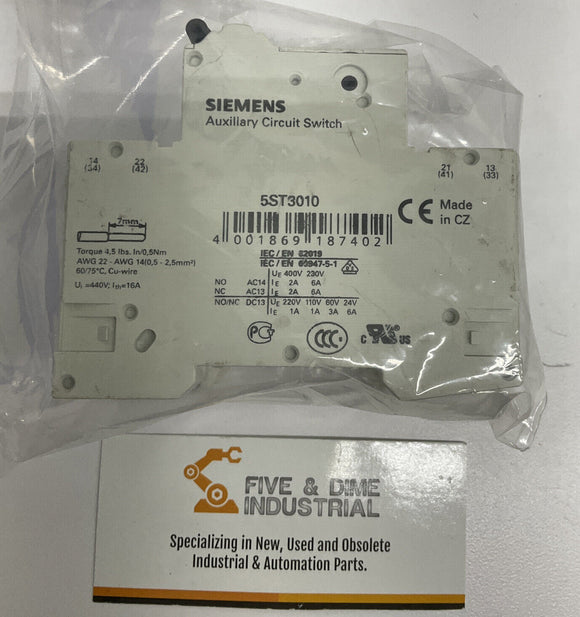 SIEMENS
Auxiliary Circuit Switch
14 22
(34) (42)
21 13
(41) (33)
5ST3010
7mm
4 001869 187402
CE Made
in CZ
Torque 4,5 lbs. In/0,5Nm
AWG 22 - AWG 14(0,5 - 2,5mm²)
60/75°C, Cu-wire
Ui =440V; Ith=16A
IEC / EN 62019
IEC / EN 60947-5-1
UE 400V 230V
NO AC14 IE 2A 6A
NC AC13 IE 2A 6A
NO/NC DC13 UE 220V 110V 60V 24V
IE 1A 1A 3A 6A
CCC
C US
FIVE & DIME
INDUSTRIAL
Specializing in New, Used and Obsolete
Industrial & Automation Parts.